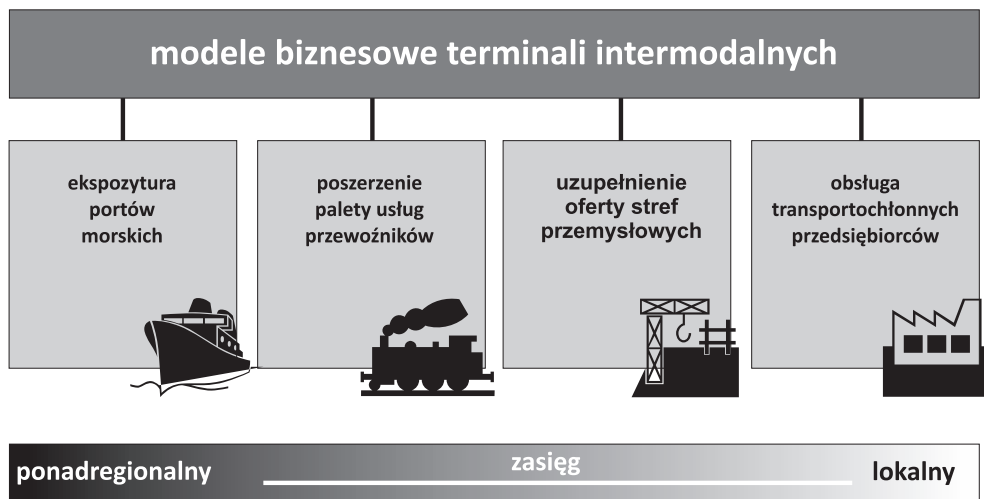 modele biznesowe terminali intermodalnych
ekspozytura
portów
morskich
poszerzenie
palety usług
przewoźników
uzupełnienie
oferty stref
przemysłowych
obsługa
transportochłonnych
przedsiębiorców
ponadregionalny
zasięg
lokalny